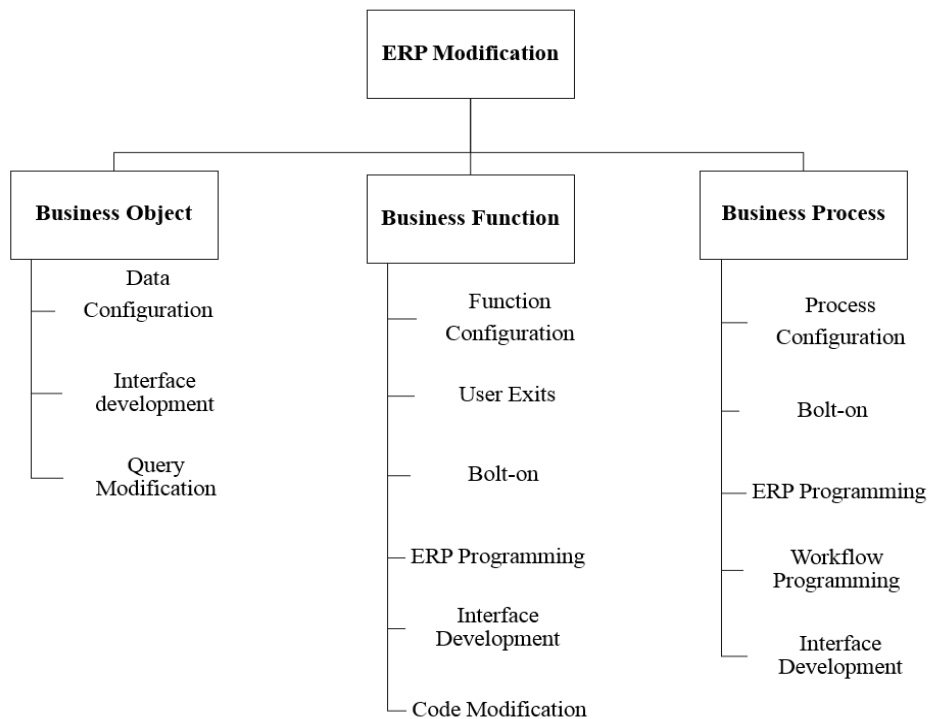 ERP Modification
Business Object
Data
Configuration
Interface
development
Query
Modification
Business Function
Function
Configuration
User Exits
Bolt-on
ERP Programming
Interface
Development
Code Modification
Business Process
Process
Configuration
Bolt-on
ERP Programming
Workflow
Programming
Interface
Development